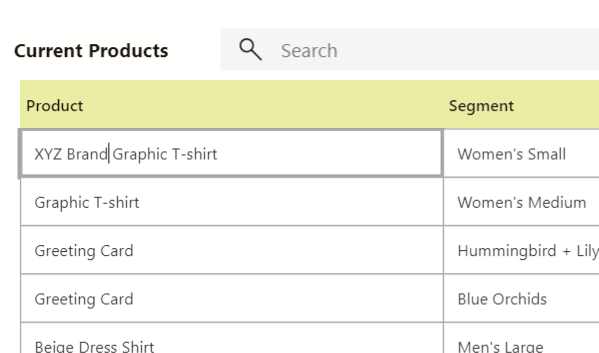 Current Products Search
Product Segment
XYZ Brand Graphic T-shirt Women's Small
Graphic T-shirt Women's Medium
Greeting Card Hummingbird + Lily
Greeting Card Blue Orchids
Beige Dress Shirt Men's Large